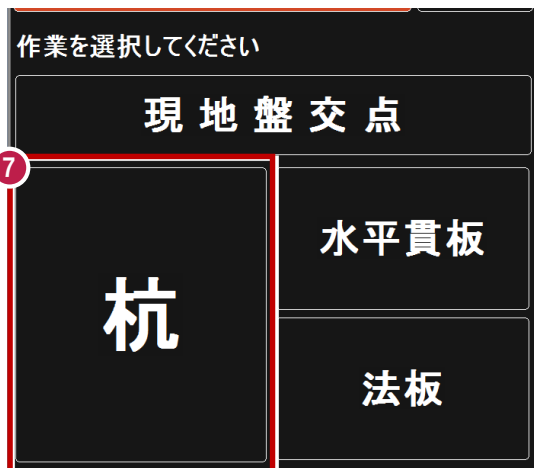 作業を選択してください
現地盤交点
7
杭
水平貫板
法板